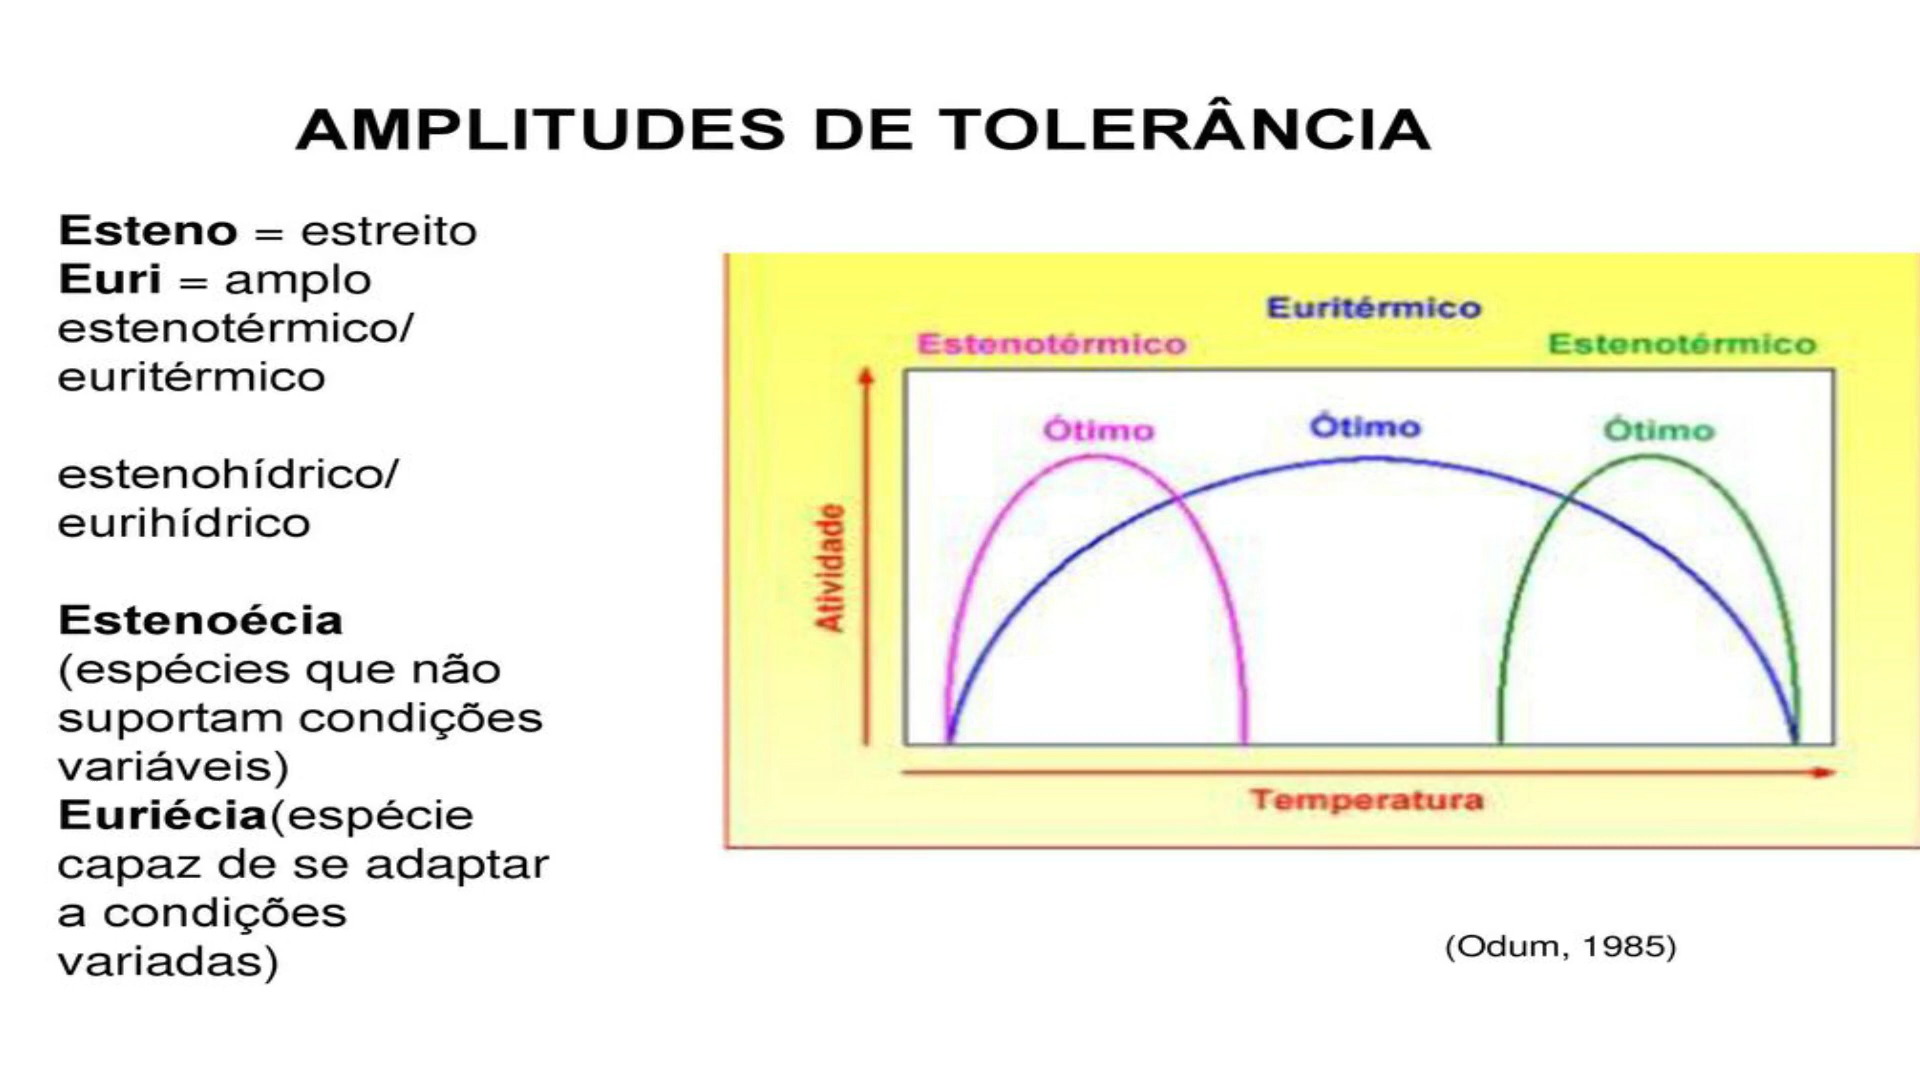 AMPLITUDES DE TOLERÂNCIA
Esteno = estreito
Euri = amplo
estenotérmico/
euritérmico
estenohídrico/
eurihídrico
Estenoécia
(espécies que não
suportam condições
variáveis)
Euriécia(espécie
capaz de se adaptar
a condições
variadas)
Euritérmico
Estenotérmico
Estenotérmico
Ótimo
Ótimo
Ótimo
Atividade
Temperatura
(Odum, 1985)